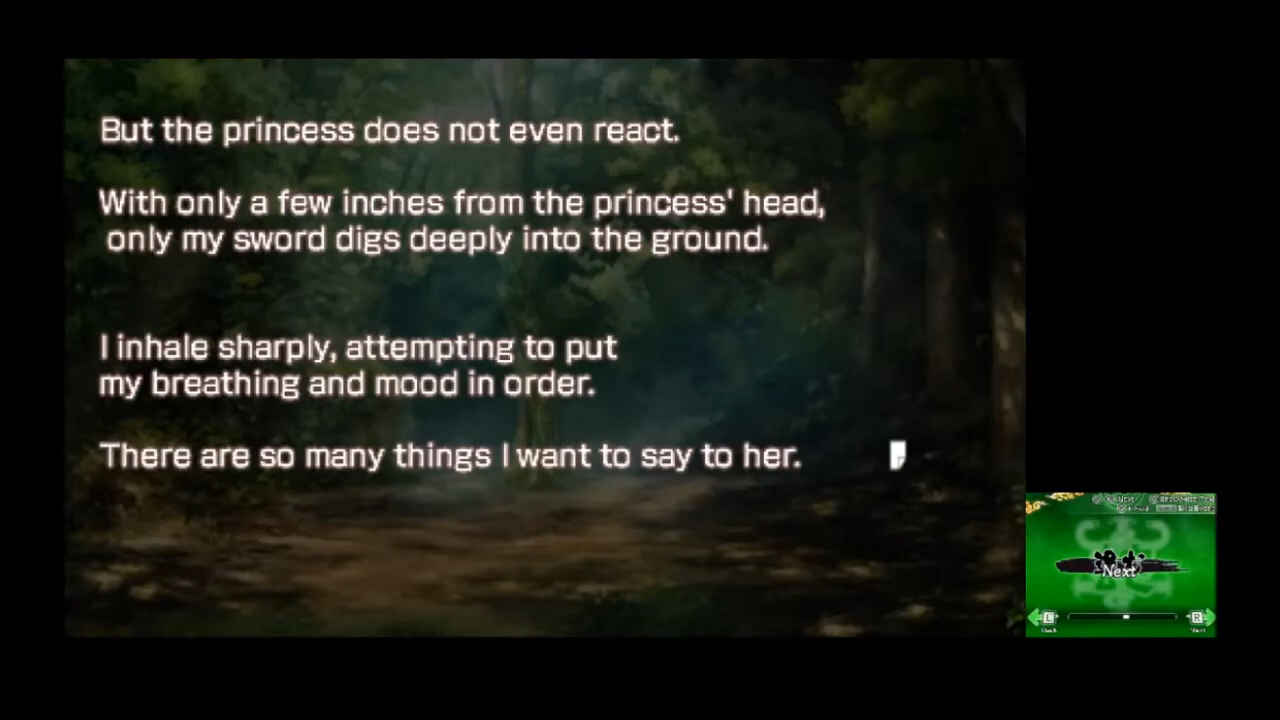 But the princess does not even react.
With only a few inches from the princess' head,
only my sword digs deeply into the ground.
I inhale sharply, attempting to put
my breathing and mood in order.
There are so many things I want to say to her.
Next
L
R